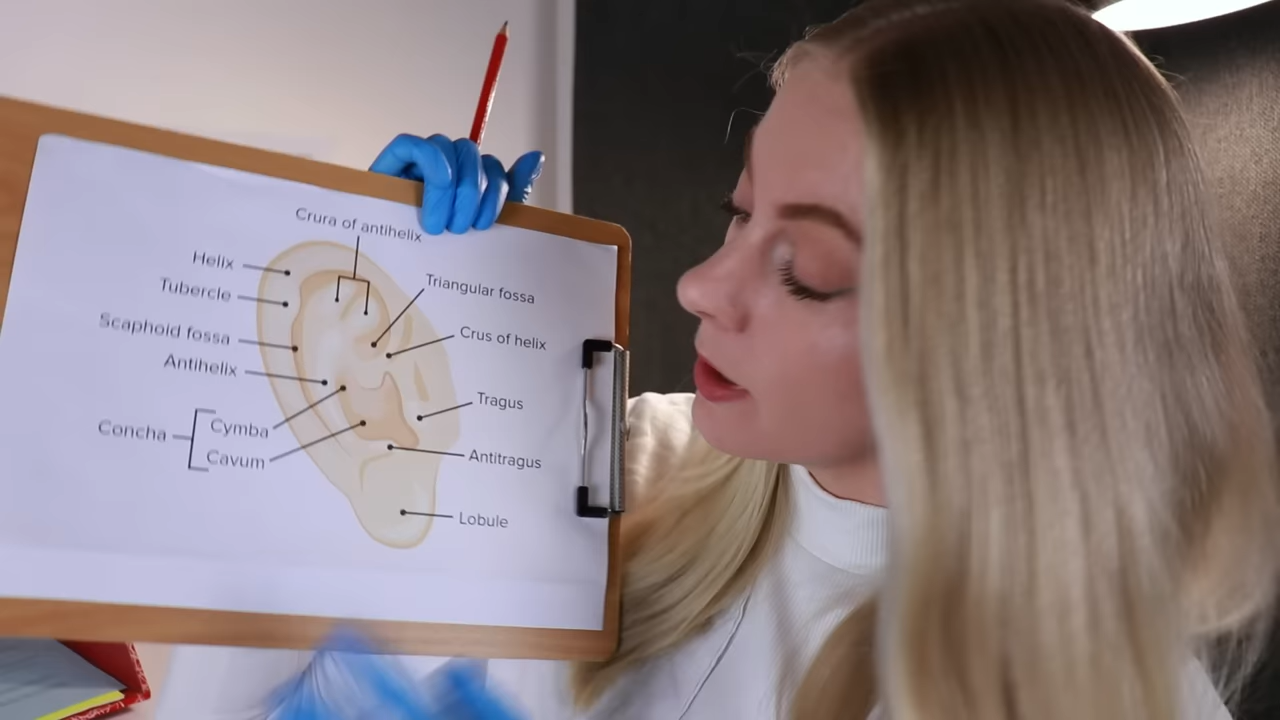 Crura of antihelix
Helix
Tubercle
Scaphoid fossa
Antihelix
Concha
Cymba
Cavum
Triangular fossa
Crus of helix
Tragus
Antitragus
Lobule